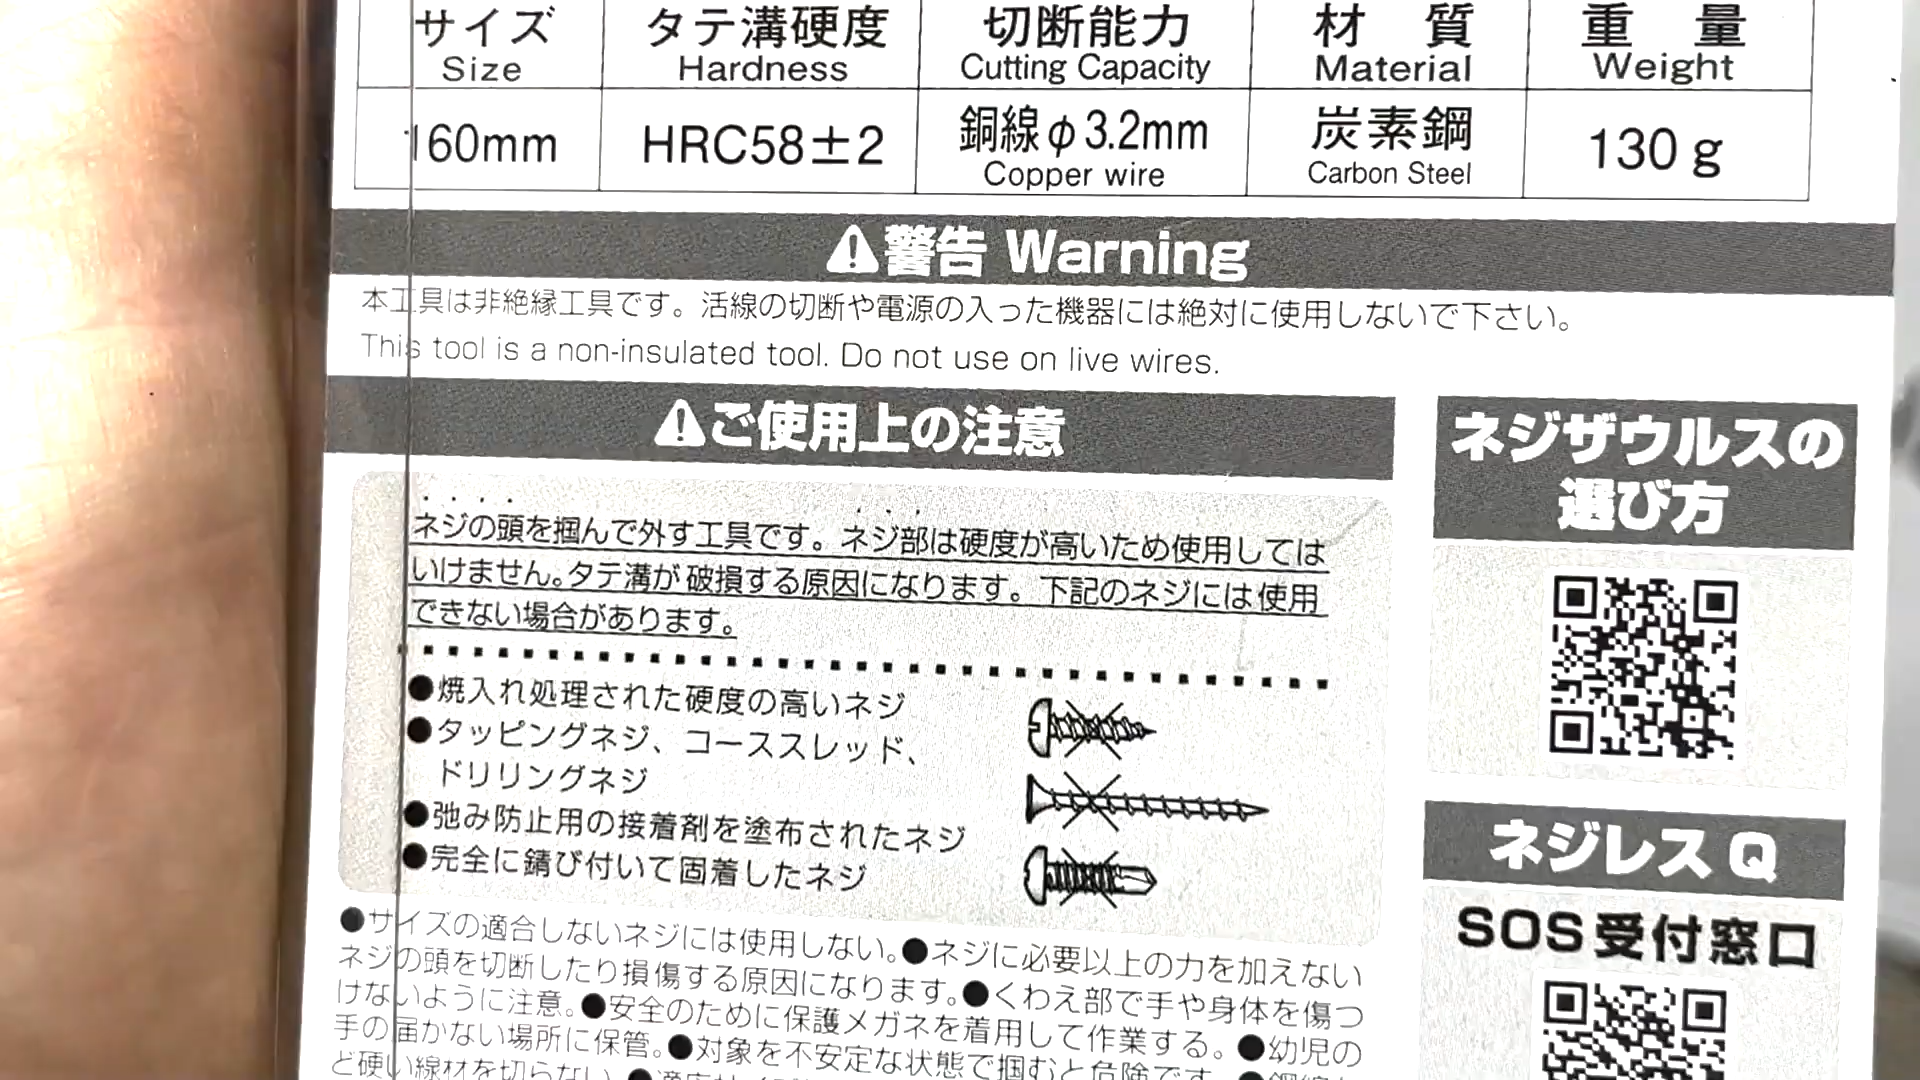 サイズ タテ溝硬度 切断能力 材 質 重 量
Size Hardness Cutting Capacity Material Weight
160mm HRC58±2 銅線φ3.2mm 炭素鋼 130 g
Copper wire Carbon Steel
警告 Warning
本工具は非絶縁工具です。活線の切断や電源の入った機器には絶対に使用しないで下さい。
This tool is a non-insulated tool. Do not use on live wires.
ご使用上の注意
ネジの頭を掴んで外す工具です。ネジ部は硬度が高いため使用しては
いけません。タテ溝が破損する原因になります。下記のネジには使用
できない場合があります。
●焼入れ処理された硬度の高いネジ
●タッピングネジ、コーススレッド、
ドリリングネジ
●弛み防止用の接着剤を塗布されたネジ
●完全に錆び付いて固着したネジ
●サイズの適合しないネジには使用しない。●ネジに必要以上の力を加えない
ネジの頭を切断したり損傷する原因になります。●くわえ部で手や身体を傷つ
けないように注意。●安全のために保護メガネを着用して作業する。●幼児の
手の届かない場所に保管。●対象を不安定な状態で掴むと危険です。
ど硬い線材を切らない。
ネジザウルスの
選び方
ネジレスQ
SOS受付窓口